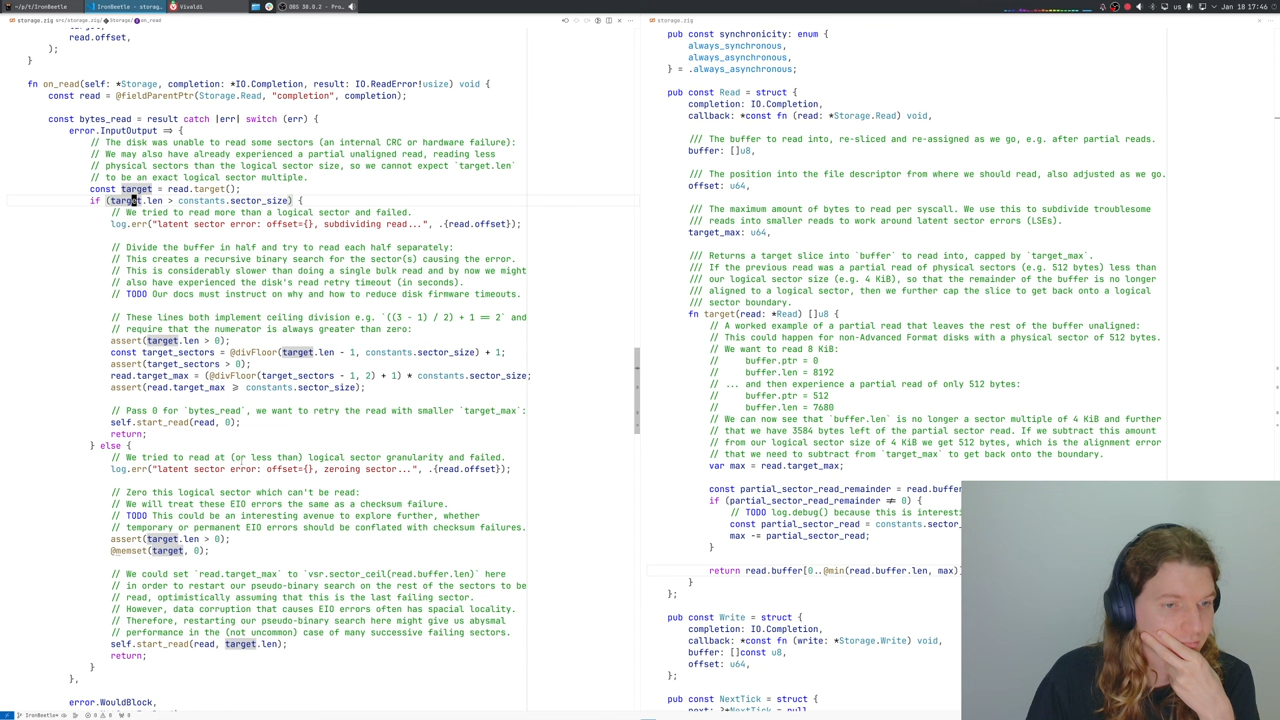 ~/p/t/IronBeetle
Ironbeetle - storage.zig
Vivaldi
OBS 30.0.2 - Pro...
us
Jan 18 17:46
storage.zig src/storage.zig/ Storage/ on_read
read.offset,
);
}
fn on_read(self: *Storage, completion: *IO.Completion, result: IO.ReadError!usize) void {
const read = @fieldParentPtr(Storage.Read, "completion", completion);
const bytes_read = result catch |err| switch (err) {
error.InputOutput => {
// The disk was unable to read some sectors (an internal CRC or hardware failure):
// We may also have already experienced a partial unaligned read, reading less
// physical sectors than the logical sector size, so we cannot expect `target.len`
// to be an exact logical sector multiple.
const target = read.target();
if (target.len > constants.sector_size) {
// We tried to read more than a logical sector and failed.
log.err("latent sector error: offset={}, subdividing read...", .{read.offset});
// Divide the buffer in half and try to read each half separately:
// This creates a recursive binary search for the sector(s) causing the error.
// This is considerably slower than doing a single bulk read and by now we might
// also have experienced the disk's read retry timeout (in seconds).
// TODO Our docs must instruct on why and how to reduce disk firmware timeouts.
// These lines both implement ceiling division e.g. `((3 - 1) / 2) + 1 == 2` and
// require that the numerator is always greater than zero:
assert(target.len > 0);
const target_sectors = @divFloor(target.len - 1, constants.sector_size) + 1;
assert(target_sectors > 0);
read.target_max = (@divFloor(target_sectors - 1, 2) + 1) * constants.sector_size;
assert(read.target_max >= constants.sector_size);
// Pass 0 for `bytes_read`, we want to retry the read with smaller `target_max`:
self.start_read(read, 0);
return;
} else {
// We tried to read at (or less than) logical sector granularity and failed.
log.err("latent sector error: offset={}, zeroing sector...", .{read.offset});
// Zero this logical sector which can't be read:
// We will treat these EIO errors the same as a checksum failure.
// TODO This could be an interesting avenue to explore further, whether
// temporary or permanent EIO errors should be conflated with checksum failures.
assert(target.len > 0);
@memset(target, 0);
// We could set `read.target_max` to `vsr.sector_ceil(read.buffer.len)` here
// in order to restart our pseudo-binary search on the rest of the sectors to be
// read, optimistically assuming that this is the last failing sector.
// However, data corruption that causes EIO errors often has spacial locality.
// Therefore, restarting our pseudo-binary search here might give us abysmal
// performance in the (not uncommon) case of many successive failing sectors.
self.start_read(read, target.len);
return;
}
},
error.WouldBlock,
storage.zig
pub const synchronicity: enum {
always_synchronous,
always_asynchronous,
} = .always_asynchronous;
pub const Read = struct {
completion: IO.Completion,
callback: *const fn (read: *Storage.Read) void,
/// The buffer to read into, re-sliced and re-assigned as we go, e.g. after partial reads.
buffer: []u8,
/// The position into the file descriptor from where we should read, also adjusted as we go.
offset: u64,
/// The maximum amount of bytes to read per syscall. We use this to subdivide troublesome
/// reads into smaller reads to work around latent sector errors (LSEs).
target_max: u64,
/// Returns a target slice into `buffer` to read into, capped by `target_max`.
/// If the previous read was a partial read of physical sectors (e.g. 512 bytes) less than
/// our logical sector size (e.g. 4 KiB), so that the remainder of the buffer is no longer
/// aligned to a logical sector, then we further cap the slice to get back onto a logical
/// sector boundary.
fn target(read: *Read) []u8 {
// A worked example of a partial read that leaves the rest of the buffer unaligned:
// This could happen for non-Advanced Format disks with a physical sector of 512 bytes.
// We want to read 8 KiB:
// buffer.ptr = 0
// buffer.len = 8192
// ... and then experience a partial read of only 512 bytes:
// buffer.ptr = 512
// buffer.len = 7680
// We can now see that `buffer.len` is no longer a sector multiple of 4 KiB and further
// that we have 3584 bytes left of the partial sector read. If we subtract this amount
// from our logical sector size of 4 KiB we get 512 bytes, which is the alignment error
// that we need to subtract from `target_max` to get back onto the boundary.
var max = read.target_max;
const partial_sector_read_remainder = read.buffer
if (partial_sector_read_remainder != 0) {
// TODO log.debug() because this is interesti
const partial_sector_read = constants.sector_
max -= partial_sector_read;
}
return read.buffer[0..@min(read.buffer.len, max)]
}
};
pub const Write = struct {
completion: IO.Completion,
callback: *const fn (write: *Storage.Write) void,
buffer: []const u8,
offset: u64,
};
pub const NextTick = struct {
IronBeetle*
0
0
0